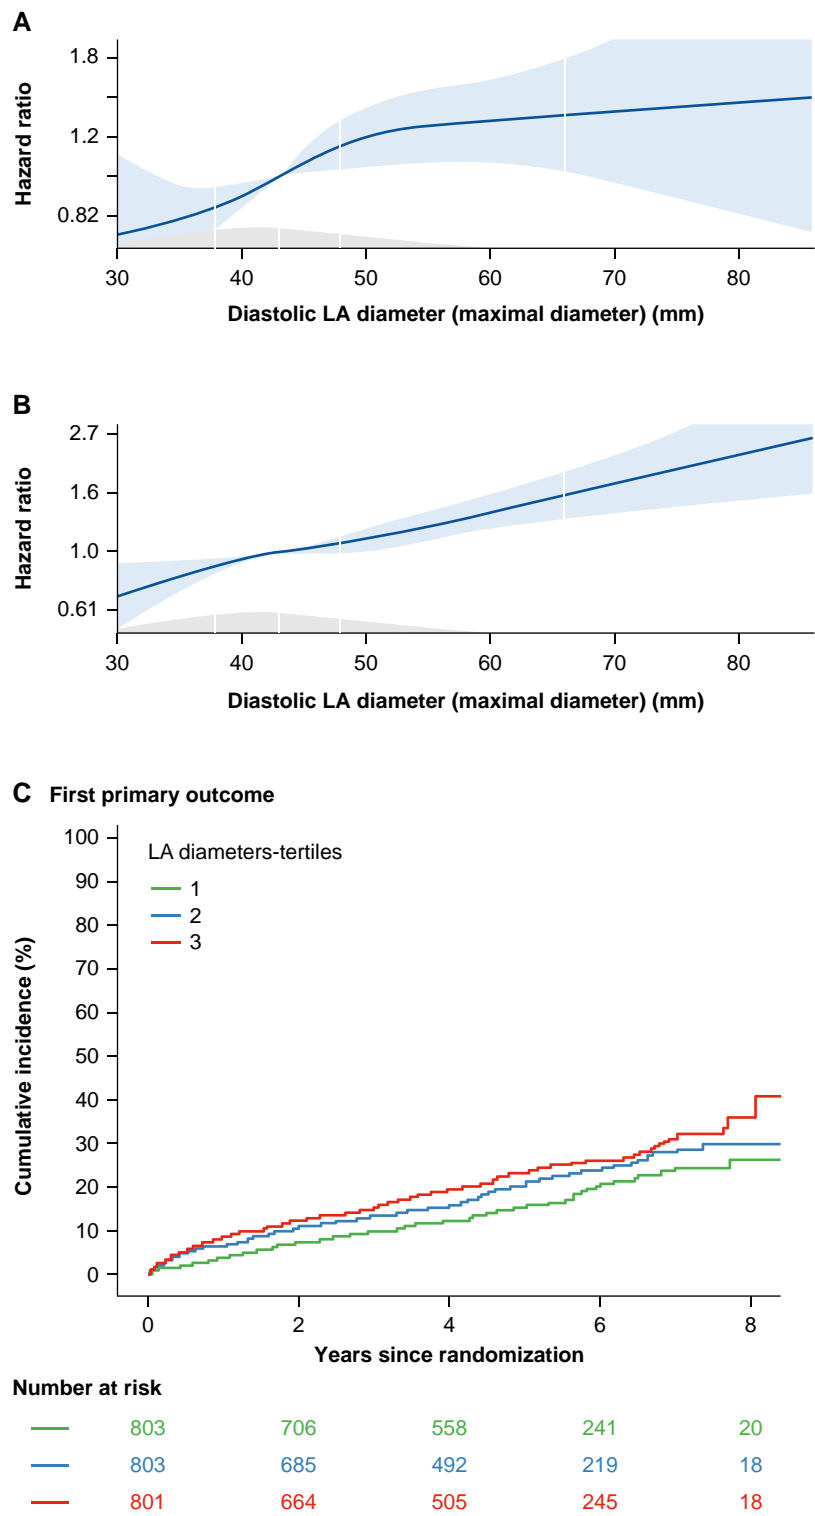 A
Hazard ratio
1.8
1.2
0.82
30 40 50 60 70 80
Diastolic LA diameter (maximal diameter) (mm)
B
Hazard ratio
2.7
1.6
1.0
0.61
30 40 50 60 70 80
Diastolic LA diameter (maximal diameter) (mm)
C First primary outcome
Cumulative incidence (%)
100
90
80
70
60
50
40
30
20
10
0
LA diameters-tertiles
1
2
3
0 2 4 6 8
Years since randomization
Number at risk
803 706 558 241 20
803 685 492 219 18
801 664 505 245 18